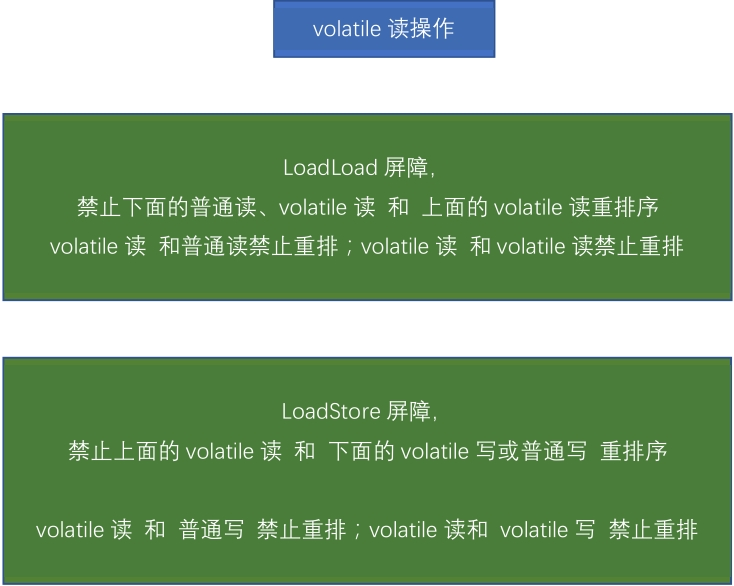 volatile 读操作
LoadLoad 屏障,
禁止下面的普通读、volatile 读 和 上面的 volatile 读重排序
volatile 读 和普通读禁止重排；volatile 读 和 volatile 读禁止重排
LoadStore 屏障,
禁止上面的 volatile 读 和 下面的 volatile 写或普通写 重排序
volatile 读 和 普通写 禁止重排；volatile 读和 volatile 写 禁止重排